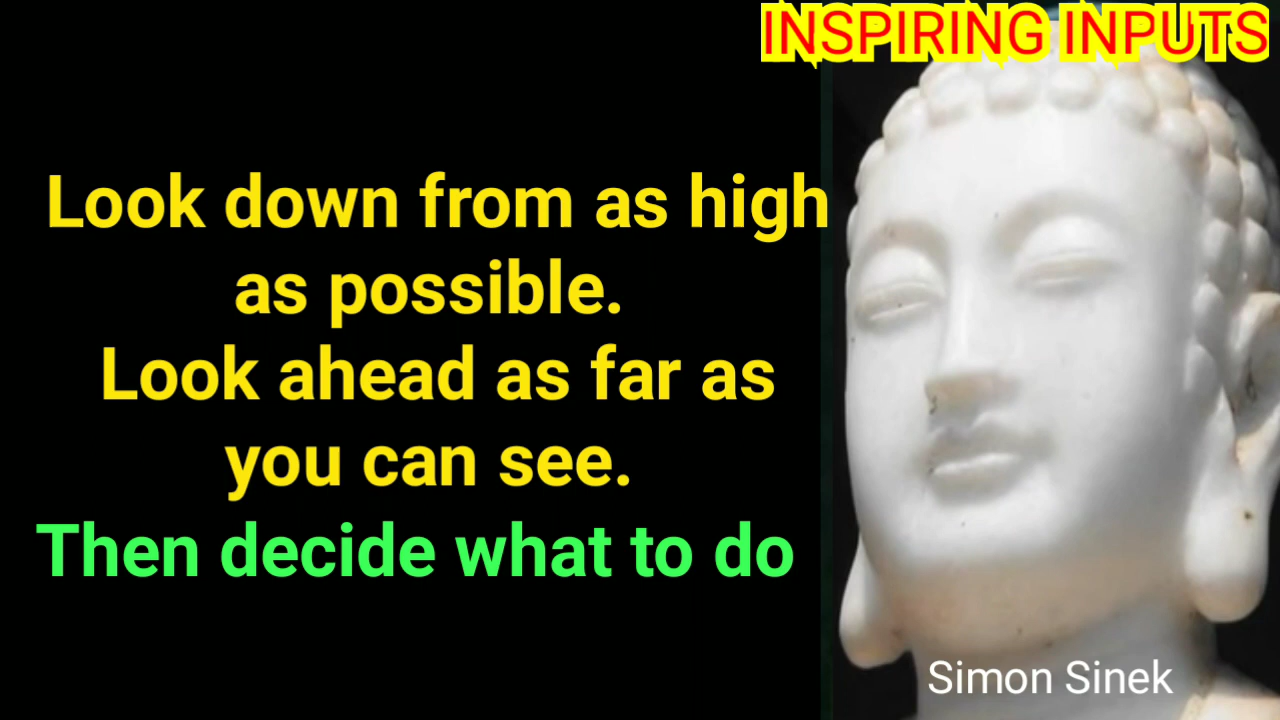 INSPIRING INPUTS
Look down from as high
as possible.
Look ahead as far as
you can see.
Then decide what to do
Simon Sinek